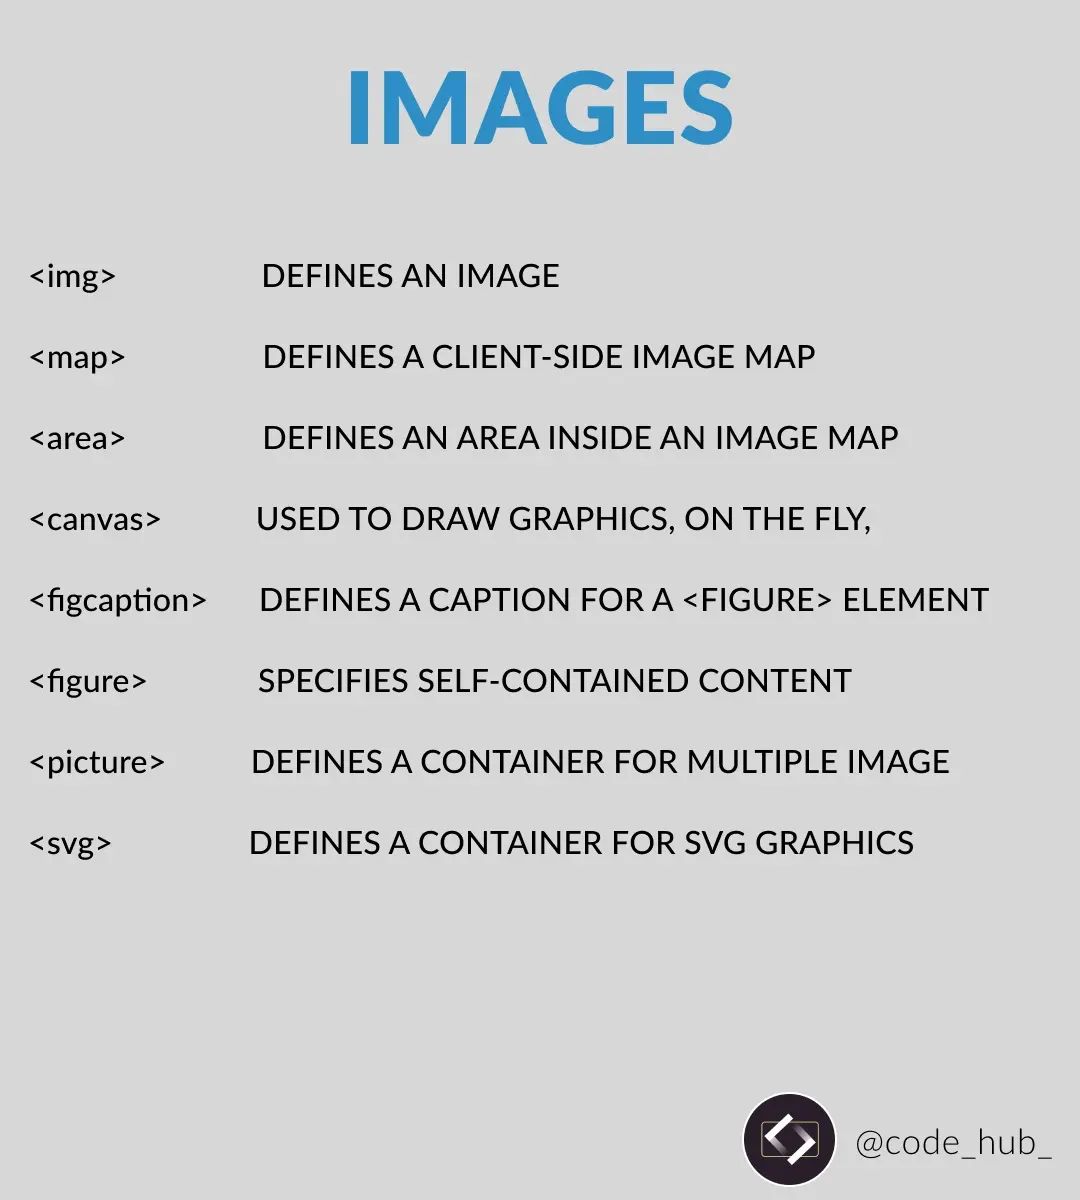 IMAGES
<img> DEFINES AN IMAGE
<map> DEFINES A CLIENT-SIDE IMAGE MAP
<area> DEFINES AN AREA INSIDE AN IMAGE MAP
<canvas> USED TO DRAW GRAPHICS, ON THE FLY,
<figcaption> DEFINES A CAPTION FOR A <FIGURE> ELEMENT
<figure> SPECIFIES SELF-CONTAINED CONTENT
<picture> DEFINES A CONTAINER FOR MULTIPLE IMAGE
<svg> DEFINES A CONTAINER FOR SVG GRAPHICS
@code_hub_